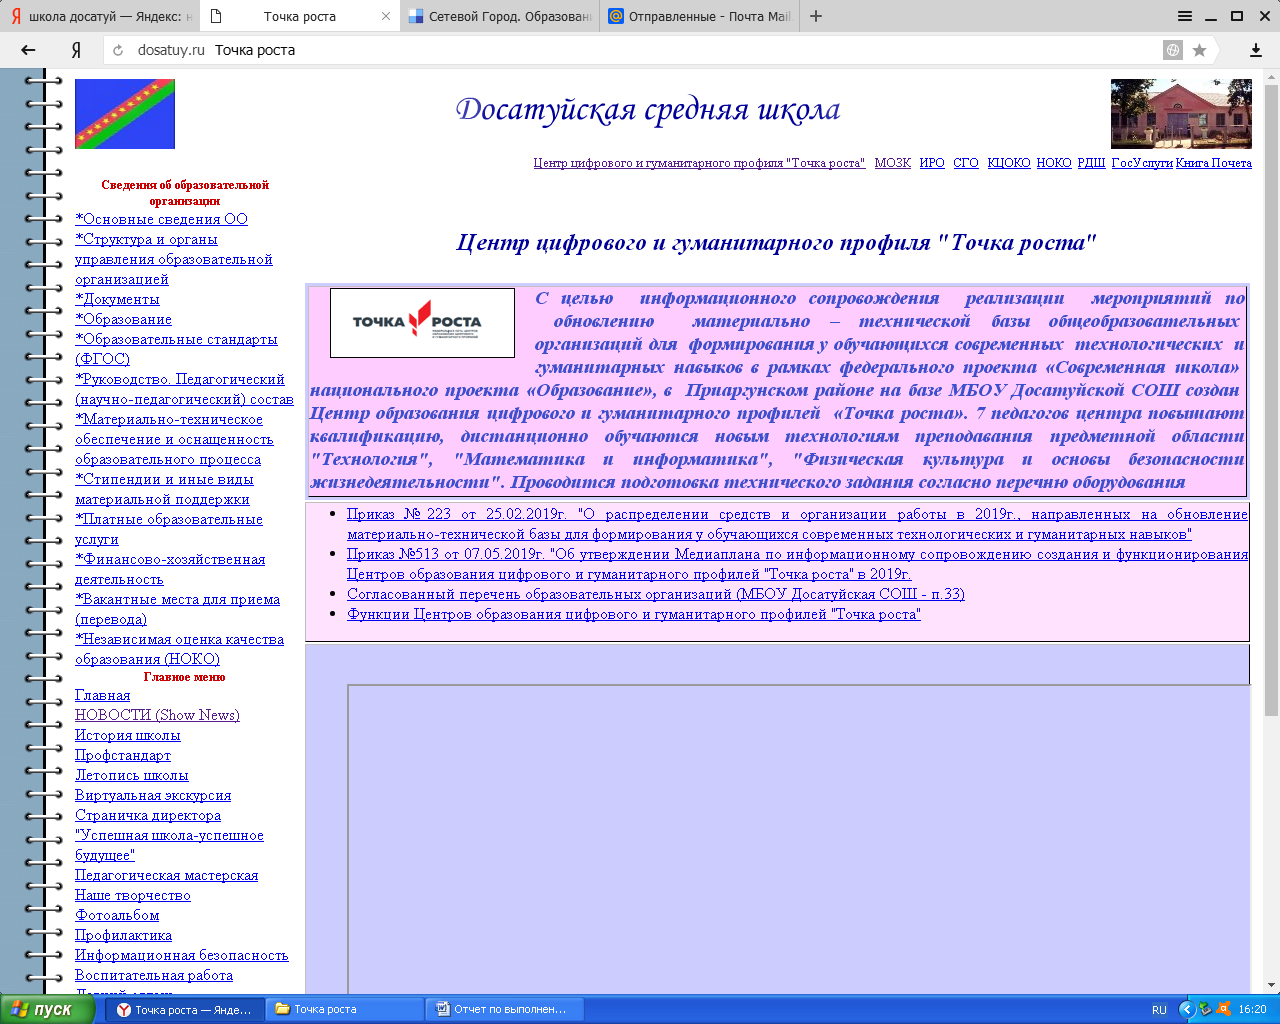 школа досатуй — Яндекс: н
Точка роста
Сетевой Город. Образован
Отправленные - Почта Mail.
dosatuy.ru Точка роста
Досатуйская средняя школа
Центр цифрового и гуманитарного профиля "Точка роста" МОЗК ИРО СГО КЦОКО НОКО РДШ ГосУслуги Книга Почета
Сведения об образовательной
организации
*Основные сведения ОО
*Структура и органы
управления образовательной
организацией
*Документы
*Образование
*Образовательные стандарты
(ФГОС)
*Руководство. Педагогический
(научно-педагогический) состав
*Материально-техническое
обеспечение и оснащенность
образовательного процесса
*Стипендии и иные виды
материальной поддержки
*Платные образовательные
услуги
*Финансово-хозяйственная
деятельность
*Вакантные места для приема
(перевода)
*Независимая оценка качества
образования (НОКО)
Главное меню
Главная
НОВОСТИ (Show News)
История школы
Профстандарт
Летопись школы
Виртуальная экскурсия
Страничка директора
"Успешная школа-успешное
будущее"
Педагогическая мастерская
Наше творчество
Фотоальбом
Профилактика
Информационная безопасность
Воспитательная работа
Центр цифрового и гуманитарного профиля "Точка роста"
ТОЧКА РОСТА
С целью информационного сопровождения реализации мероприятий по
обновлению материально – технической базы общеобразовательных
организаций для формирования у обучающихся современных технологических и
гуманитарных навыков в рамках федерального проекта «Современная школа»
национального проекта «Образование», в Приаргунском районе на базе МБОУ Досатуйской СОШ создан
Центр образования цифрового и гуманитарного профилей «Точка роста». 7 педагогов центра повышают
квалификацию, дистанционно обучаются новым технологиям преподавания предметной области
"Технология", "Математика и информатика", "Физическая культура и основы безопасности
жизнедеятельности". Проводится подготовка технического задания согласно перечню оборудования
Приказ № 223 от 25.02.2019г. "О распределении средств и организации работы в 2019г., направленных на обновление
материально-технической базы для формирования у обучающихся современных технологических и гуманитарных навыков"
Приказ №513 от 07.05.2019г. "Об утверждении Медиаплана по информационному сопровождению создания и функционирования
Центров образования цифрового и гуманитарного профилей "Точка роста" в 2019г.
Согласованный перечень образовательных организаций (МБОУ Досатуйская СОШ - п.33)
Функции Центров образования цифрового и гуманитарного профилей "Точка роста"
пуск
Точка роста — Янде...
Точка роста
Отчет по выполнен...
RU
16:20